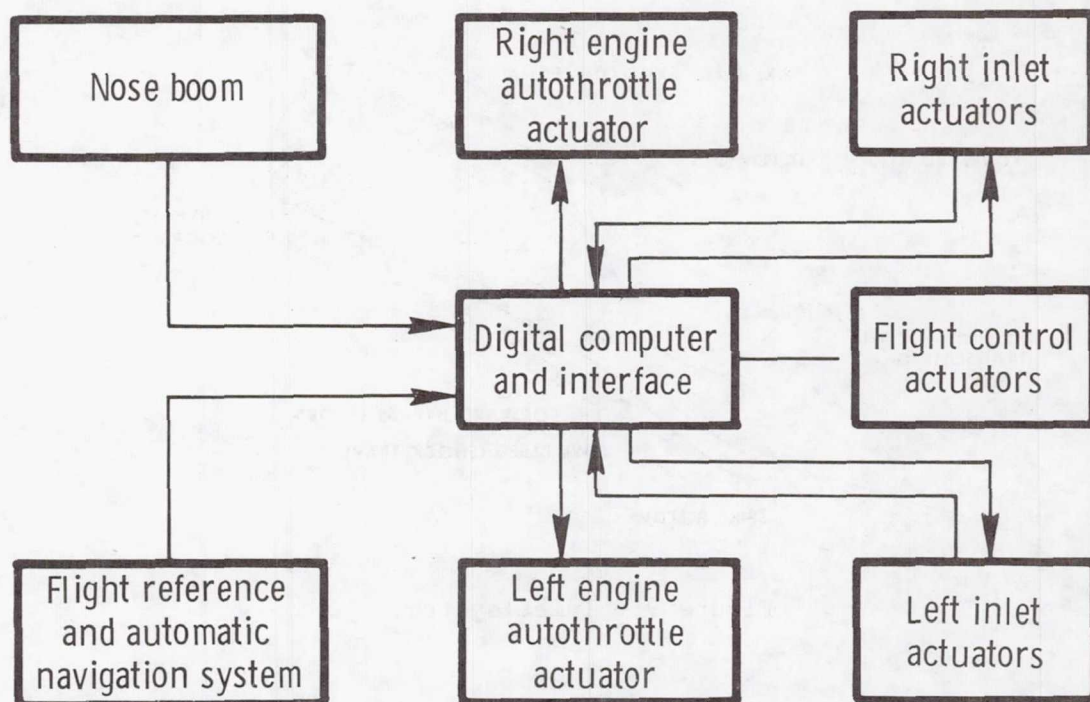 Nose boom
Right engine
autothrottle
actuator
Right inlet
actuators
Digital computer
and interface
Flight control
actuators
Flight reference
and automatic
navigation system
Left engine
autothrottle
actuator
Left inlet
actuators